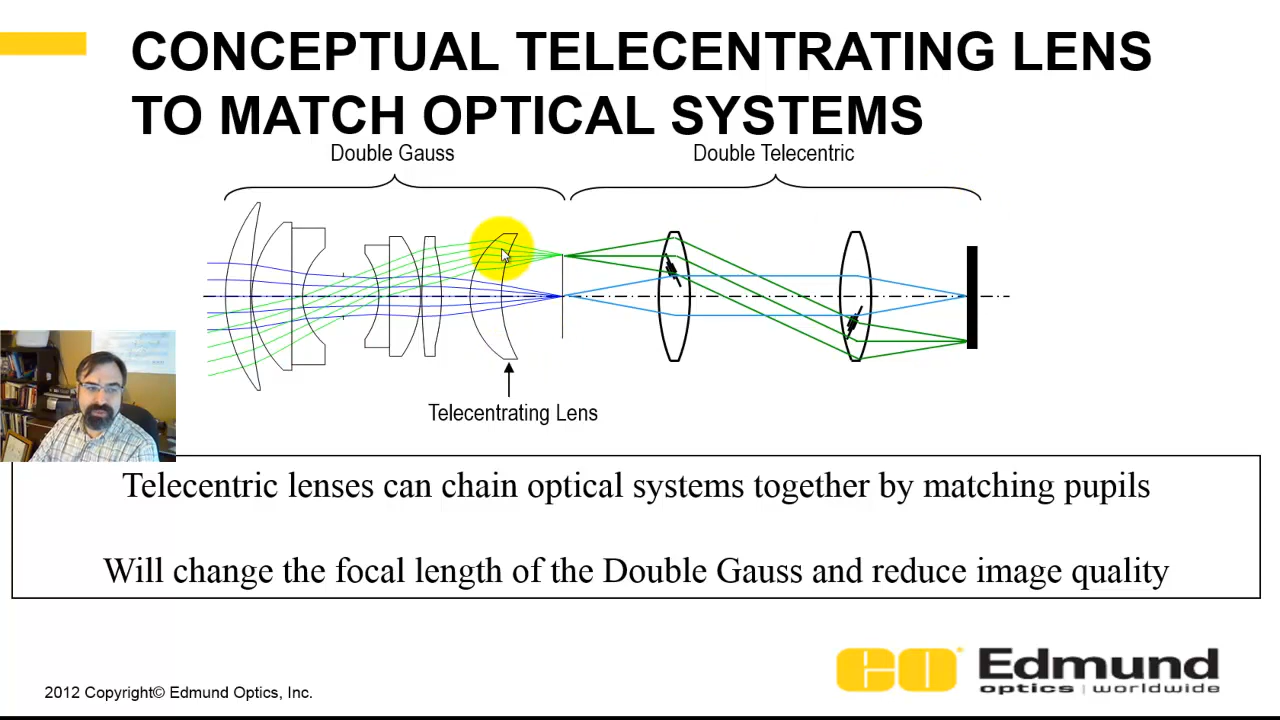 CONCEPTUAL TELECENTRATING LENS
TO MATCH OPTICAL SYSTEMS
Double Gauss
Double Telecentric
Telecentrating Lens
Telecentric lenses can chain optical systems together by matching pupils
Will change the focal length of the Double Gauss and reduce image quality
2012 Copyright© Edmund Optics, Inc.
EO Edmund
optics | worldwide